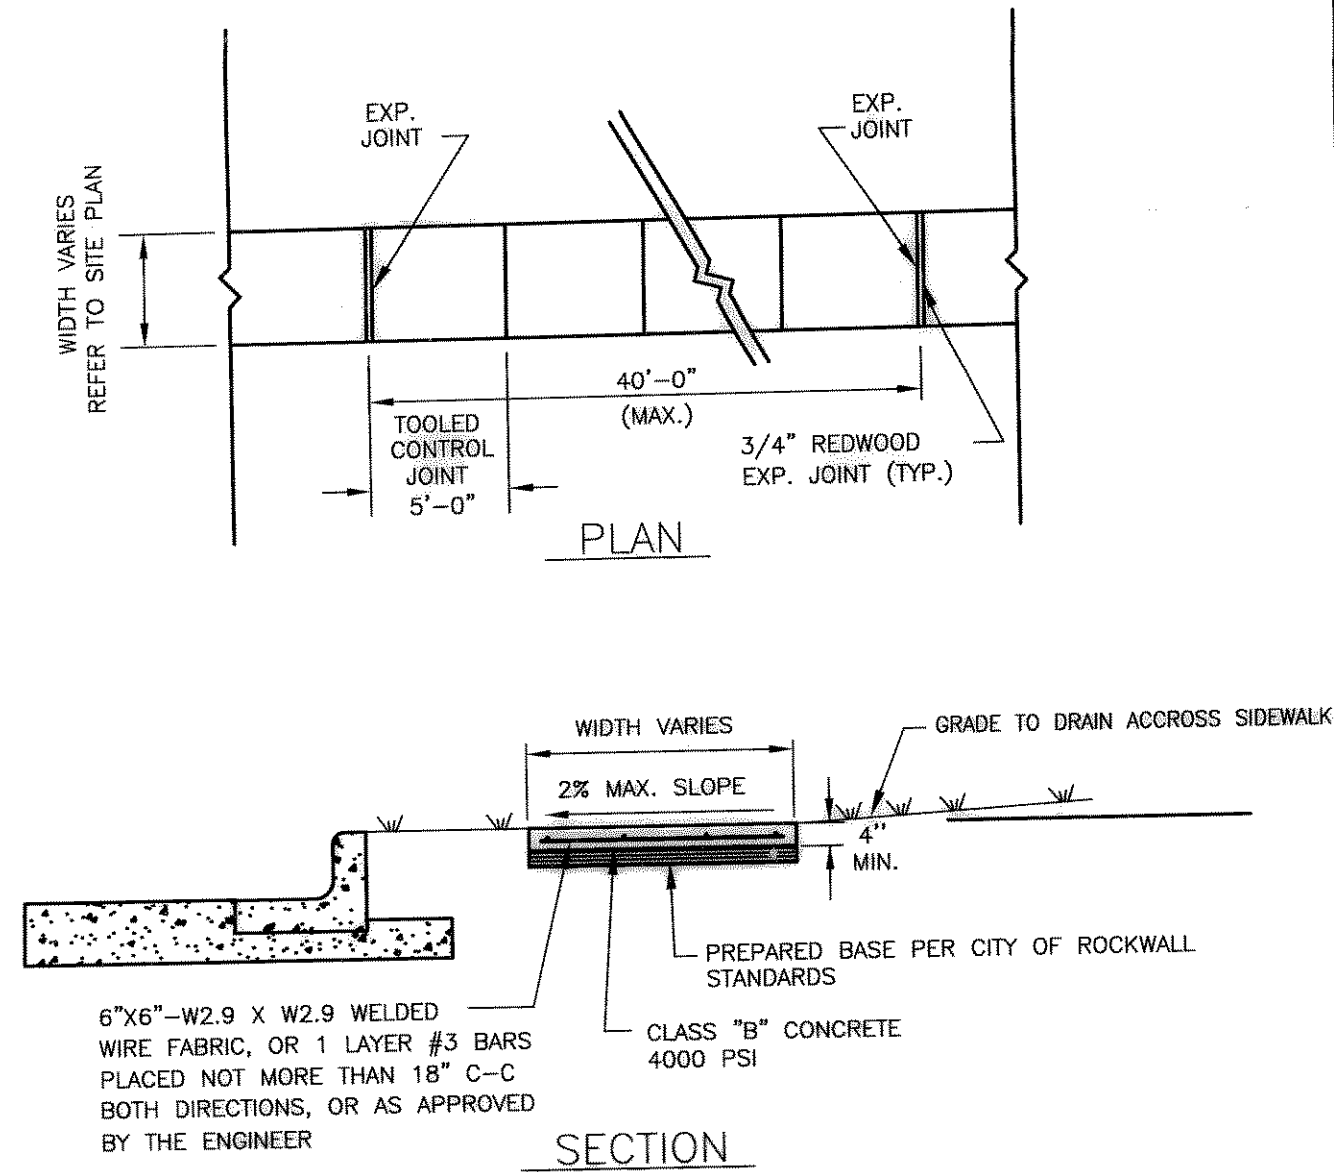 EXP.
JOINT
EXP.
JOINT
WIDTH VARIES
REFER TO SITE PLAN
40'-0"
(MAX.)
TOOLED
CONTROL
JOINT
5'-0"
3/4" REDWOOD
EXP. JOINT (TYP.)
PLAN
WIDTH VARIES
GRADE TO DRAIN ACCROSS SIDEWALK
2% MAX. SLOPE
4"
MIN.
PREPARED BASE PER CITY OF ROCKWALL
STANDARDS
6"X6"-W2.9 X W2.9 WELDED
WIRE FABRIC, OR 1 LAYER #3 BARS
PLACED NOT MORE THAN 18" C-C
BOTH DIRECTIONS, OR AS APPROVED
BY THE ENGINEER
CLASS "B" CONCRETE
4000 PSI
SECTION